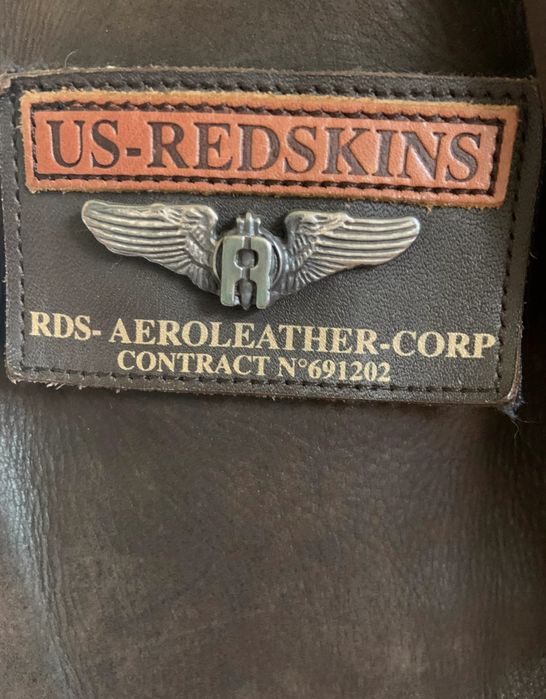 US-REDSKINS
R
RDS- AEROLEATHER-CORP
CONTRACT N°691202